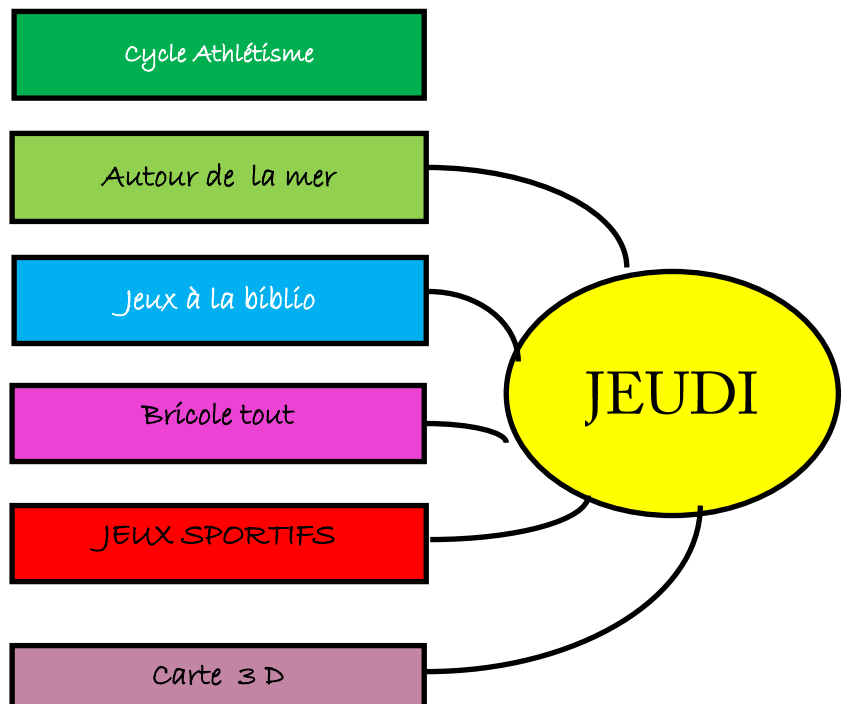 Cycle Athlétisme
Autour de la mer
Jeux à la biblio
Bricole tout
JEUX SPORTIFS
Carte 3 D
JEUDI